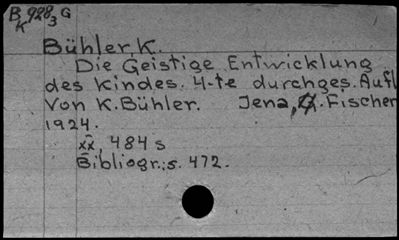 B 928 G
K 3
Bühler, K.
Die Geistige Entwicklung
des Kindes. 4-te durchges. Aufl
Von K. Bühler. Jena, G. Fischer
1924.
xx, 484 s
Bibliogr.: s. 472.